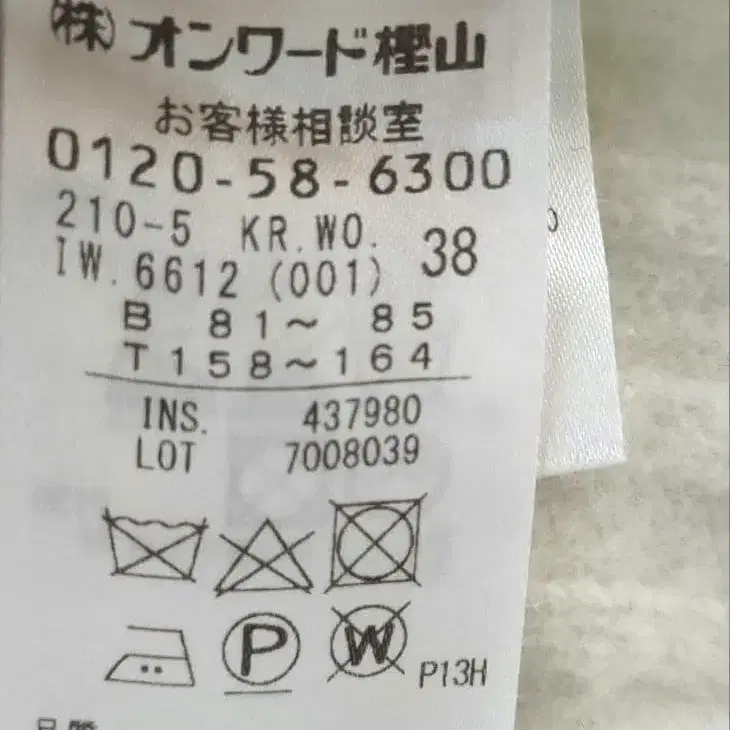 (株)オンワード樫山
お客様相談室
0120-58-6300
210-5 KR.WO. 38
IW.6612 (001)
B 81～ 85
T158～164
INS. 437980
LOT 7008039
P
W
P13H